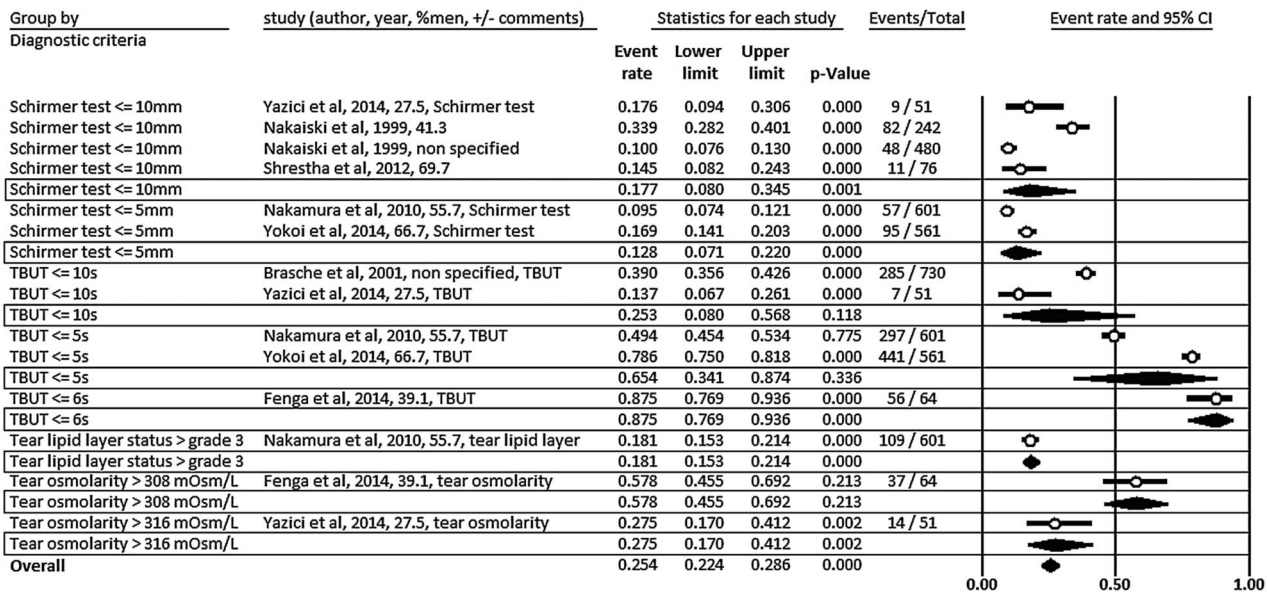 Group by study (author, year, %men, +/- comments) Statistics for each study Events/Total Event rate and 95% CI
Diagnostic criteria
Event Lower Upper
rate limit limit p-Value
Schirmer test <= 10mm Yazici et al, 2014, 27.5, Schirmer test 0.176 0.094 0.306 0.000 9 / 51
Schirmer test <= 10mm Nakaiski et al, 1999, 41.3 0.339 0.282 0.401 0.000 82 / 242
Schirmer test <= 10mm Nakaiski et al, 1999, non specified 0.100 0.076 0.130 0.000 48 / 480
Schirmer test <= 10mm Shrestha et al, 2012, 69.7 0.145 0.082 0.243 0.000 11 / 76
Schirmer test <= 10mm 0.177 0.080 0.345 0.001
Schirmer test <= 5mm Nakamura et al, 2010, 55.7, Schirmer test 0.095 0.074 0.121 0.000 57 / 601
Schirmer test <= 5mm Yokoi et al, 2014, 66.7, Schirmer test 0.169 0.141 0.203 0.000 95 / 561
Schirmer test <= 5mm 0.128 0.071 0.220 0.000
TBUT <= 10s Brasche et al, 2001, non specified, TBUT 0.390 0.356 0.426 0.000 285 / 730
TBUT <= 10s Yazici et al, 2014, 27.5, TBUT 0.137 0.067 0.261 0.000 7 / 51
TBUT <= 10s 0.253 0.080 0.568 0.118
TBUT <= 5s Nakamura et al, 2010, 55.7, TBUT 0.494 0.454 0.534 0.775 297 / 601
TBUT <= 5s Yokoi et al, 2014, 66.7, TBUT 0.786 0.750 0.818 0.000 441 / 561
TBUT <= 5s 0.654 0.341 0.874 0.336
TBUT <= 6s Fenga et al, 2014, 39.1, TBUT 0.875 0.769 0.936 0.000 56 / 64
TBUT <= 6s 0.875 0.769 0.936 0.000
Tear lipid layer status > grade 3 Nakamura et al, 2010, 55.7, tear lipid layer 0.181 0.153 0.214 0.000 109 / 601
Tear lipid layer status > grade 3 0.181 0.153 0.214 0.000
Tear osmolarity > 308 mOsm/L Fenga et al, 2014, 39.1, tear osmolarity 0.578 0.455 0.692 0.213 37 / 64
Tear osmolarity > 308 mOsm/L 0.578 0.455 0.692 0.213
Tear osmolarity > 316 mOsm/L Yazici et al, 2014, 27.5, tear osmolarity 0.275 0.170 0.412 0.002 14 / 51
Tear osmolarity > 316 mOsm/L 0.275 0.170 0.412 0.002
Overall 0.254 0.224 0.286 0.000
0.00 0.50 1.00